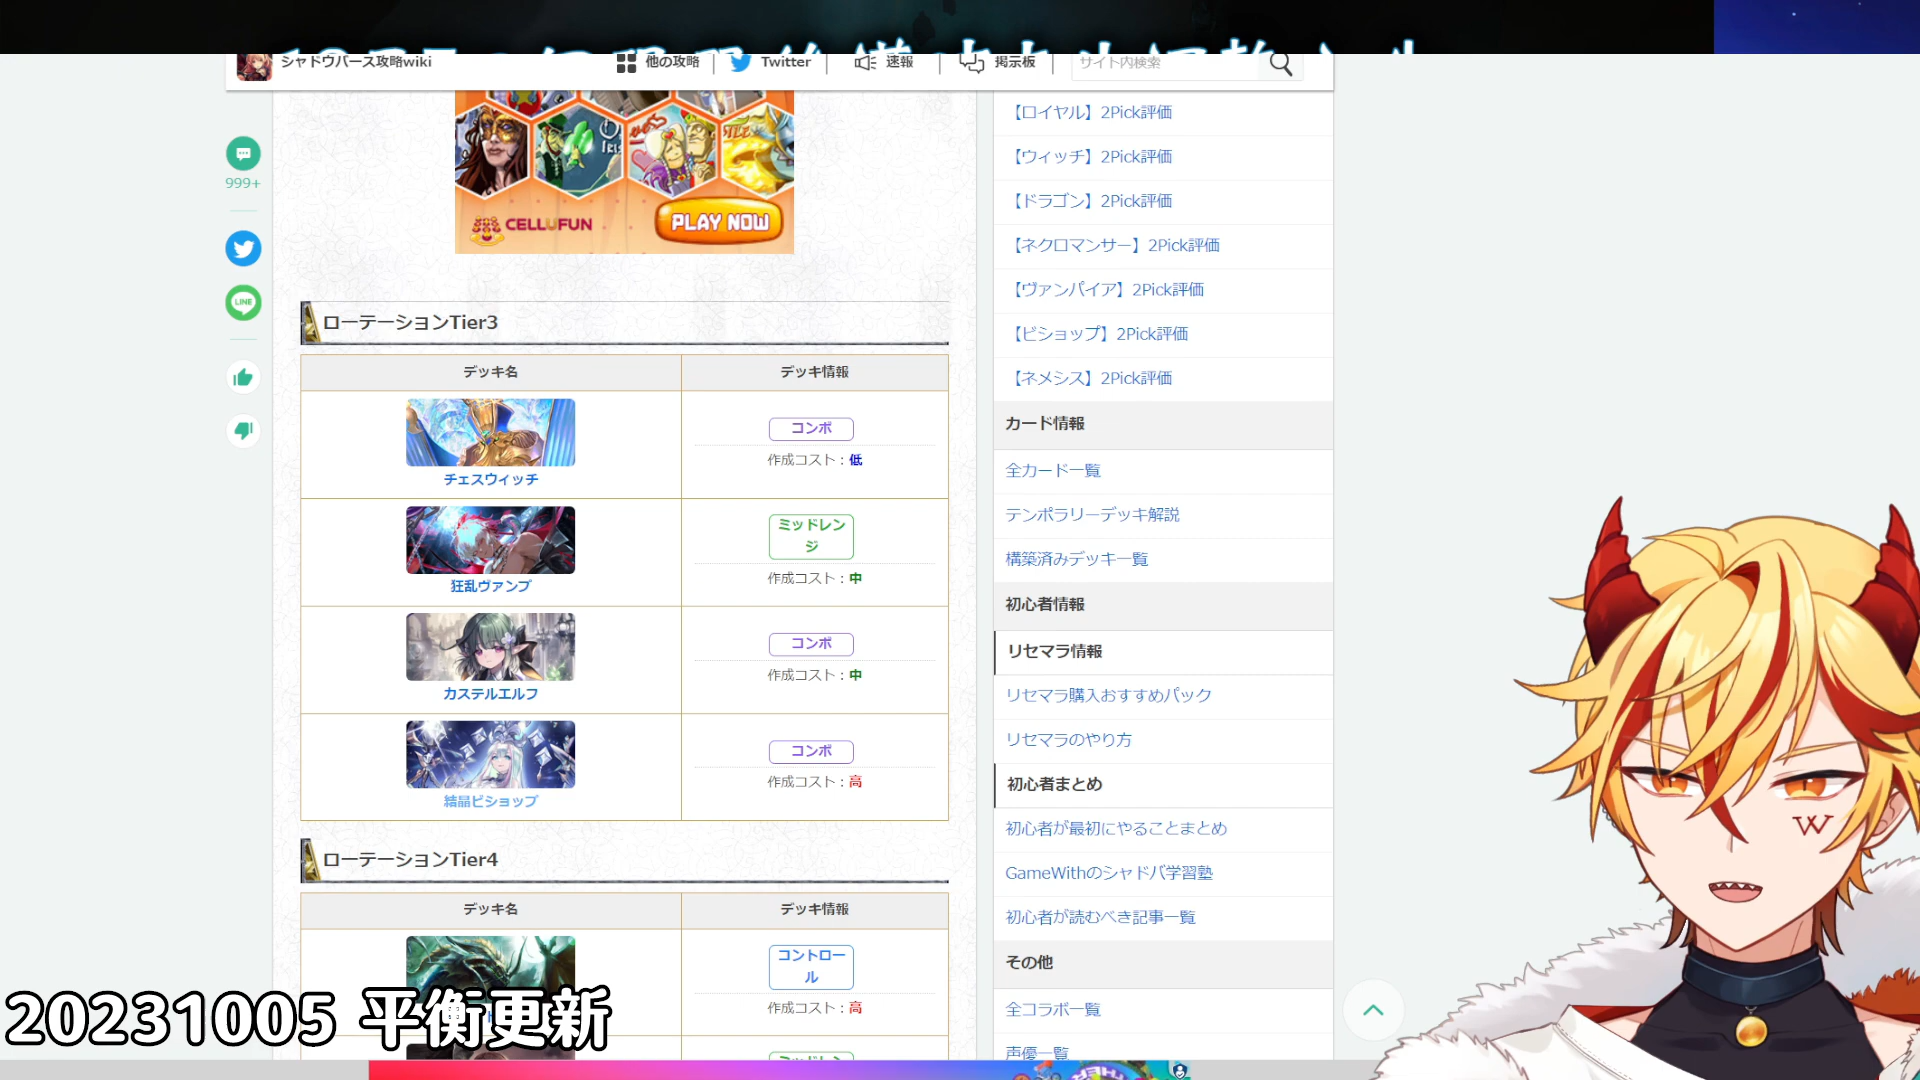 シャドウバース攻略wiki
他の攻略
Twitter
速報
掲示板
サイト内検索
CELLUFUN
PLAY NOW
999+
LINE
ローテーションTier3
デッキ名
デッキ情報
チェスウィッチ
コンボ
作成コスト：低
狂乱ヴァンプ
ミッドレン
ジ
作成コスト：中
カステルエルフ
コンボ
作成コスト：中
結晶ビショップ
コンボ
作成コスト：高
ローテーションTier4
デッキ名
デッキ情報
コントロー
ル
作成コスト：高
【ロイヤル】2Pick評価
【ウィッチ】2Pick評価
【ドラゴン】2Pick評価
【ネクロマンサー】2Pick評価
【ヴァンパイア】2Pick評価
【ビショップ】2Pick評価
【ネメシス】2Pick評価
カード情報
全カード一覧
テンポラリーデッキ解説
構築済みデッキ一覧
初心者情報
リセマラ情報
リセマラ購入おすすめパック
リセマラのやり方
初心者まとめ
初心者が最初にやることまとめ
GameWithのシャドバ学習塾
初心者が読むべき記事一覧
その他
全コラボ一覧
声優一覧
W
20231005 平衡更新